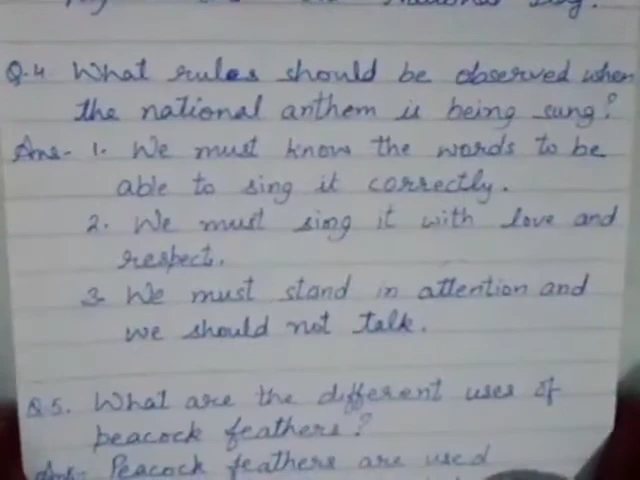 National
Q.4 What rules should be observed when
the national anthem is being sung?
Ans- 1. We must know the words to be
able to sing it correctly.
2. We must sing it with love and
respect.
3. We must stand in attention and
we should not talk.
Q5. What are the different uses of
peacock feathers?
Ans- Peacock feathers are used